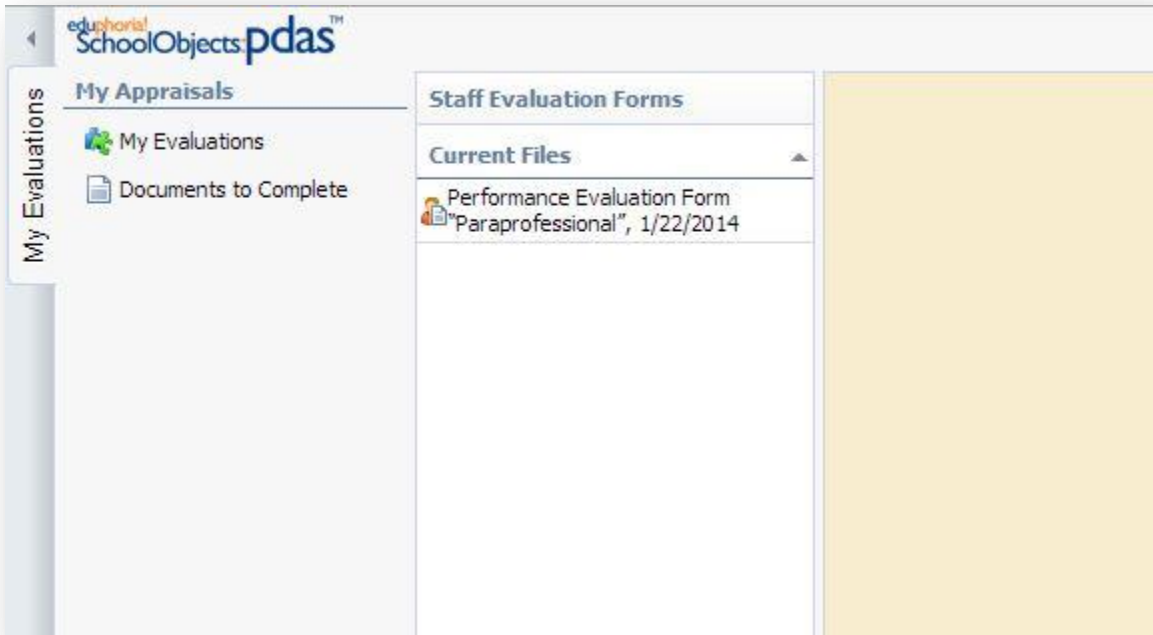 eduphoria!
SchoolObjects:pdas™
My Evaluations
My Appraisals
My Evaluations
Documents to Complete
Staff Evaluation Forms
Current Files
Performance Evaluation Form
"Paraprofessional", 1/22/2014